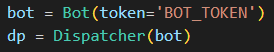 bot = Bot(token='BOT_TOKEN')
dp = Dispatcher(bot)